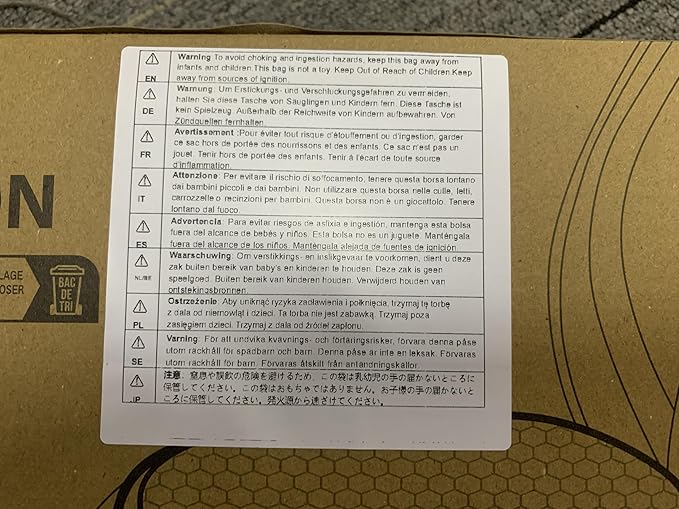 Warning To avoid choking and ingestion hazards, keep this bag away from
infants and children.This bag is not a toy. Keep Out of Reach of Children.Keep
away from sources of ignition.
EN
Warnung: Um Erstickungs- und Verschluckungsgefahren zu vermeiden,
halten Sie diese Tasche von Säuglingen und Kindern fern. Diese Tasche ist
kein Spielzeug. Außerhalb der Reichweite von Kindern aufbewahren. Von
Zündquellen fernhalten.
DE
Avertissement :Pour éviter tout risque d'étouffement ou d'ingestion, garder
ce sac hors de portée des nourrissons et des enfants. Ce sac n'est pas un
jouet. Tenir hors de portée des enfants. Tenir à l'écart de toute source
d'inflammation.
FR
Attenzione: Per evitare il rischio di soffocamento, tenere questa borsa lontano
dai bambini piccoli e dai bambini. Non utilizzare questa borsa nelle culle, letti,
carrozzelle o recinzioni per bambini. Questa borsa non è un giocattolo. Tenere
lontano dal fuoco.
IT
Advertencia: Para evitar riesgos de asfixia e ingestión, mantenga esta bolsa
fuera del alcance de bebés y niños. Esta bolsa no es un juguete. Manténgala
fuera del alcance de los niños. Manténgala alejada de fuentes de ignición.
ES
Waarschuwing: Om verstikkings- en inslikgevaar te voorkomen, dient u deze
zak buiten bereik van baby's en kinderen te houden. Deze zak is geen
speelgoed. Buiten bereik van kinderen houden. Verwijderd houden van
ontstekingsbronnen.
NL/BE
Ostrzeżenie: Aby uniknąć ryzyka zadławienia i połknięcia, trzymaj tę torbę
z dala od niemowląt i dzieci. Ta torba nie jest zabawką. Trzymaj poza
zasięgiem dzieci. Trzymaj z dala od źródeł zapłonu.
PL
Varning: För att undvika kvävnings- och förtäringsrisker, förvara denna påse
utom räckhåll för spädbarn och barn. Denna påse är inte en leksak. Förvaras
utom räckhåll för barn. Förvaras åtskilt från antändningskällor.
SE
注意: 窒息や誤飲の危険を避けるため、この袋は乳幼児の手の届かないところに
保管してください。この袋はおもちゃではありません。お子様の手の届かないとこ
ろに保管してください。発火源から遠ざけてください。
JP
ON
LAGE
OSER
BAC
DE
TRI